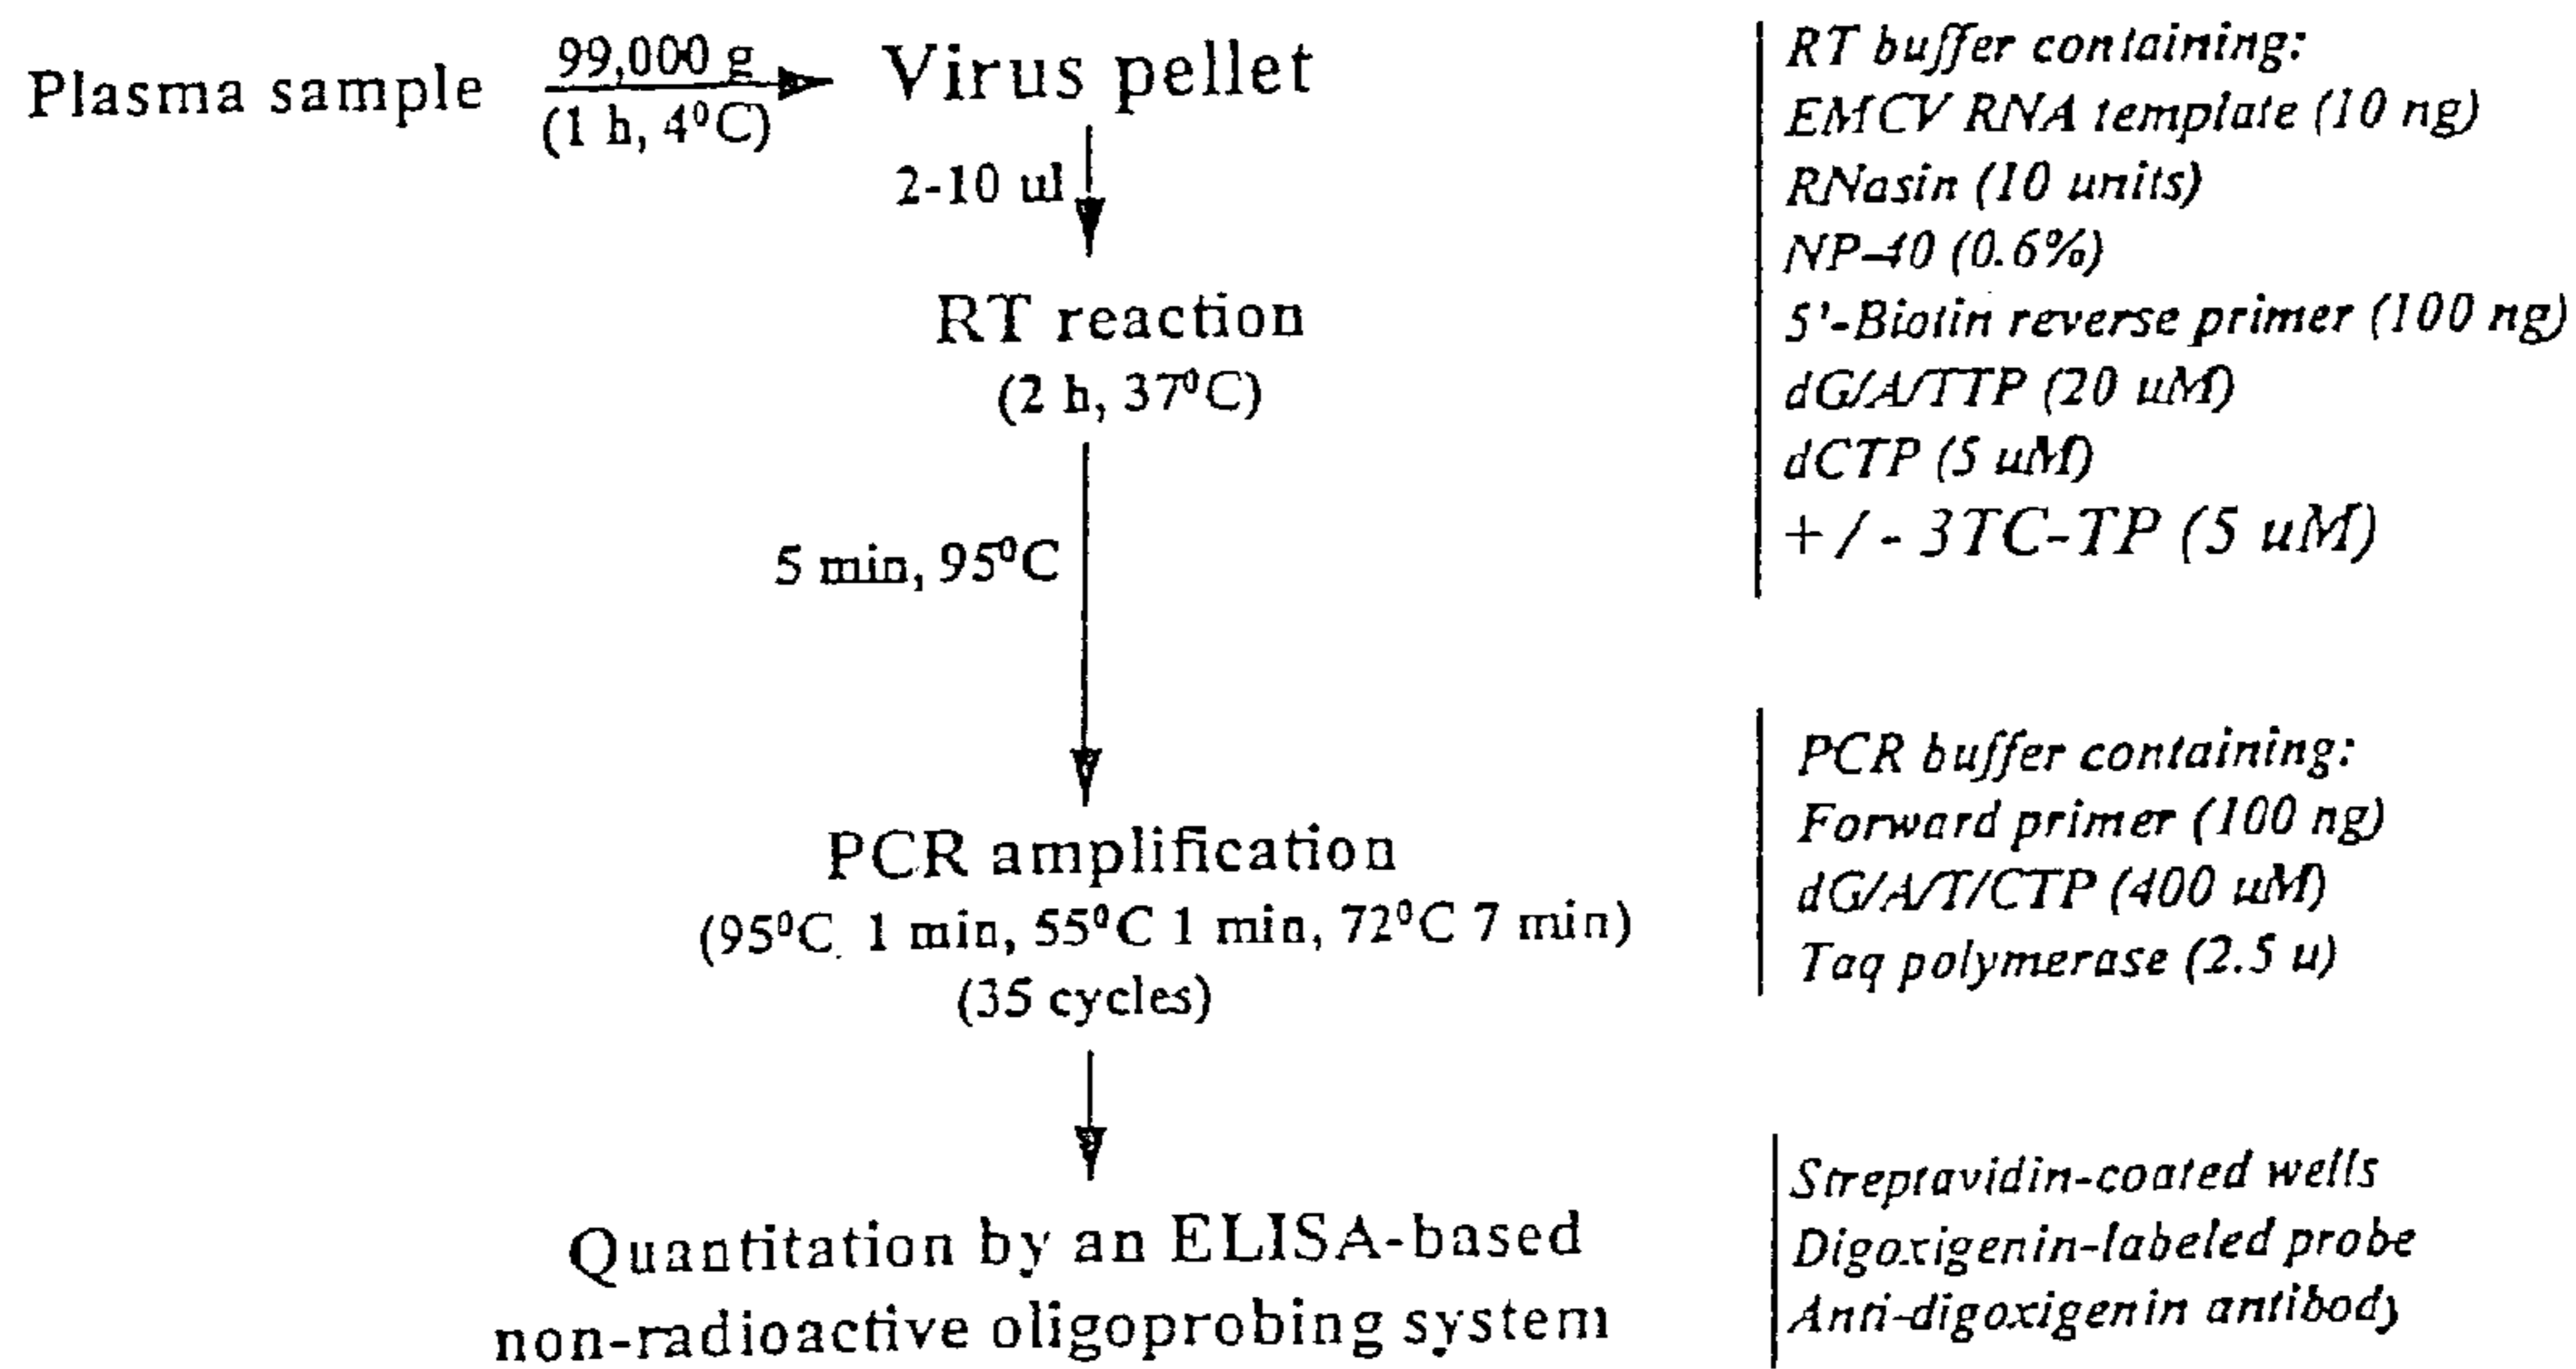 Plasma sample
99,000 g
(1 h, 4⁰C)
Virus pellet
2-10 ul
RT reaction
(2 h, 37⁰C)
5 min, 95⁰C
PCR amplification
(95⁰C 1 min, 55⁰C 1 min, 72⁰C 7 min)
(35 cycles)
Quantitation by an ELISA-based
non-radioactive oligoprobing system
RT buffer containing:
EMCV RNA template (10 ng)
RNasin (10 units)
NP-40 (0.6%)
5'-Biotin reverse primer (100 ng)
dG/A/TTP (20 uM)
dCTP (5 uM)
+ / - 3TC-TP (5 uM)
PCR buffer containing:
Forward primer (100 ng)
dG/A/T/CTP (400 uM)
Taq polymerase (2.5 u)
Streptavidin-coated wells
Digoxigenin-labeled probe
Anti-digoxigenin antibody